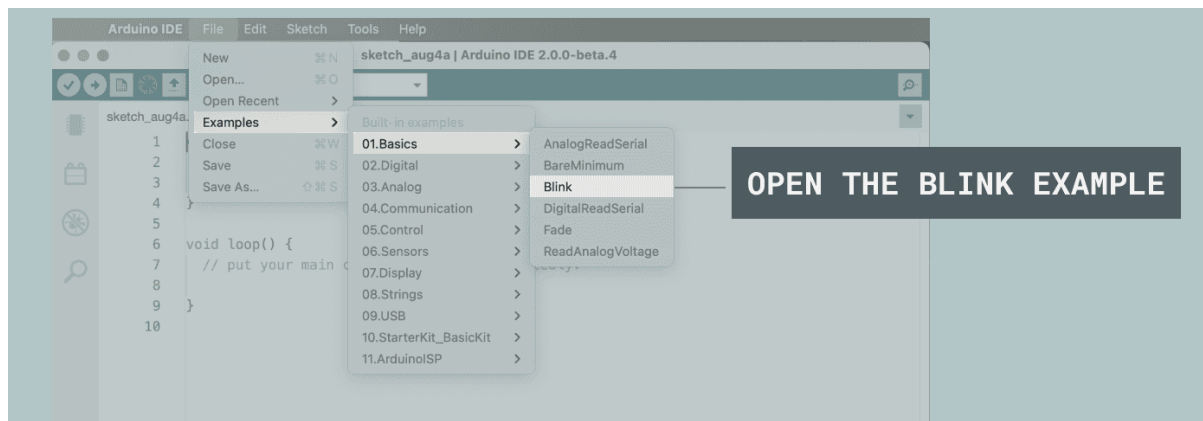 Arduino IDE File Edit Sketch Tools Help
sketch_aug4a | Arduino IDE 2.0.0-beta.4
New ⌘ N
Open... ⌘ O
Open Recent
Examples
Close ⌘ W
Save ⌘ S
Save As... ⇧ ⌘ S
Built-in examples
01.Basics
02.Digital
03.Analog
04.Communication
05.Control
06.Sensors
07.Display
08.Strings
09.USB
10.StarterKit_BasicKit
11.ArduinoISP
AnalogReadSerial
BareMinimum
Blink
DigitalReadSerial
Fade
ReadAnalogVoltage
OPEN THE BLINK EXAMPLE
sketch_aug4a.
1
2
3
4 }
5
6 void loop() {
7 // put your main
8
9 }
10